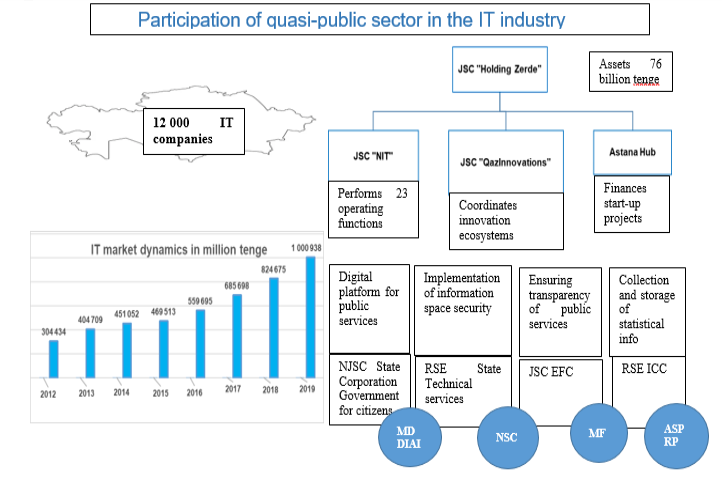 Participation of quasi-public sector in the IT industry
JSC "Holding Zerde"
Assets 76
billion tenge
12 000 IT
companies
JSC "NIT"
JSC "QazInnovations"
Astana Hub
Performs 23
operating
functions
Coordinates
innovation
ecosystems
Finances
start-up
projects
IT market dynamics in million tenge
304 434
404 709
451 052
469 513
559 695
685 698
824 675
1 000 938
2012
2013
2014
2015
2016
2017
2018
2019
Digital
platform for
public
services
Implementation
of information
space security
Ensuring
transparency
of public
services
Collection
and storage
of
statistical
info
NJSC State
Corporation
Government
for citizens
RSE State
Technical
services
JSC EFC
RSE ICC
MD
DIAI
NSC
MF
ASP
RP